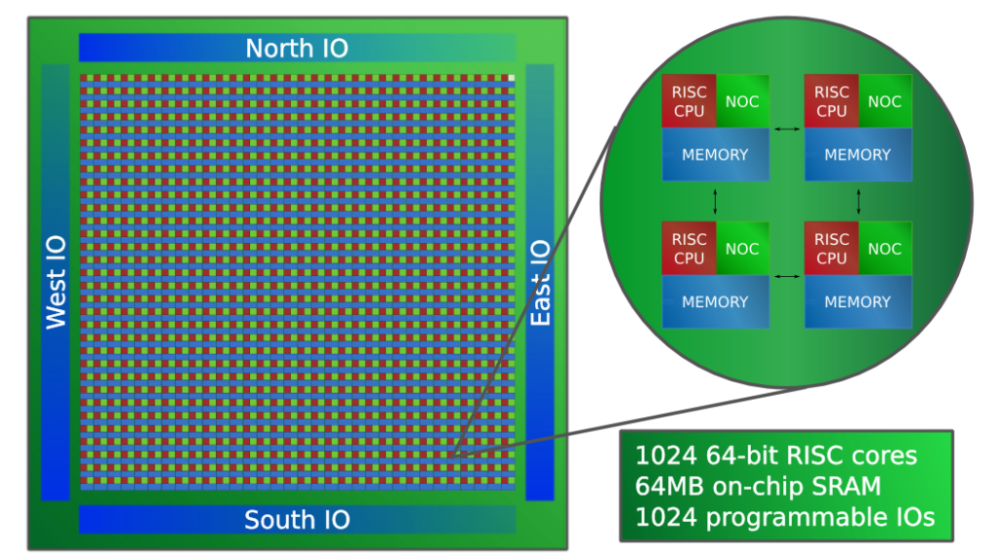 North IO
West IO
East IO
South IO
RISC
CPU
NOC
MEMORY
RISC
CPU
NOC
MEMORY
RISC
CPU
NOC
MEMORY
RISC
CPU
NOC
MEMORY
1024 64-bit RISC cores
64MB on-chip SRAM
1024 programmable IOs